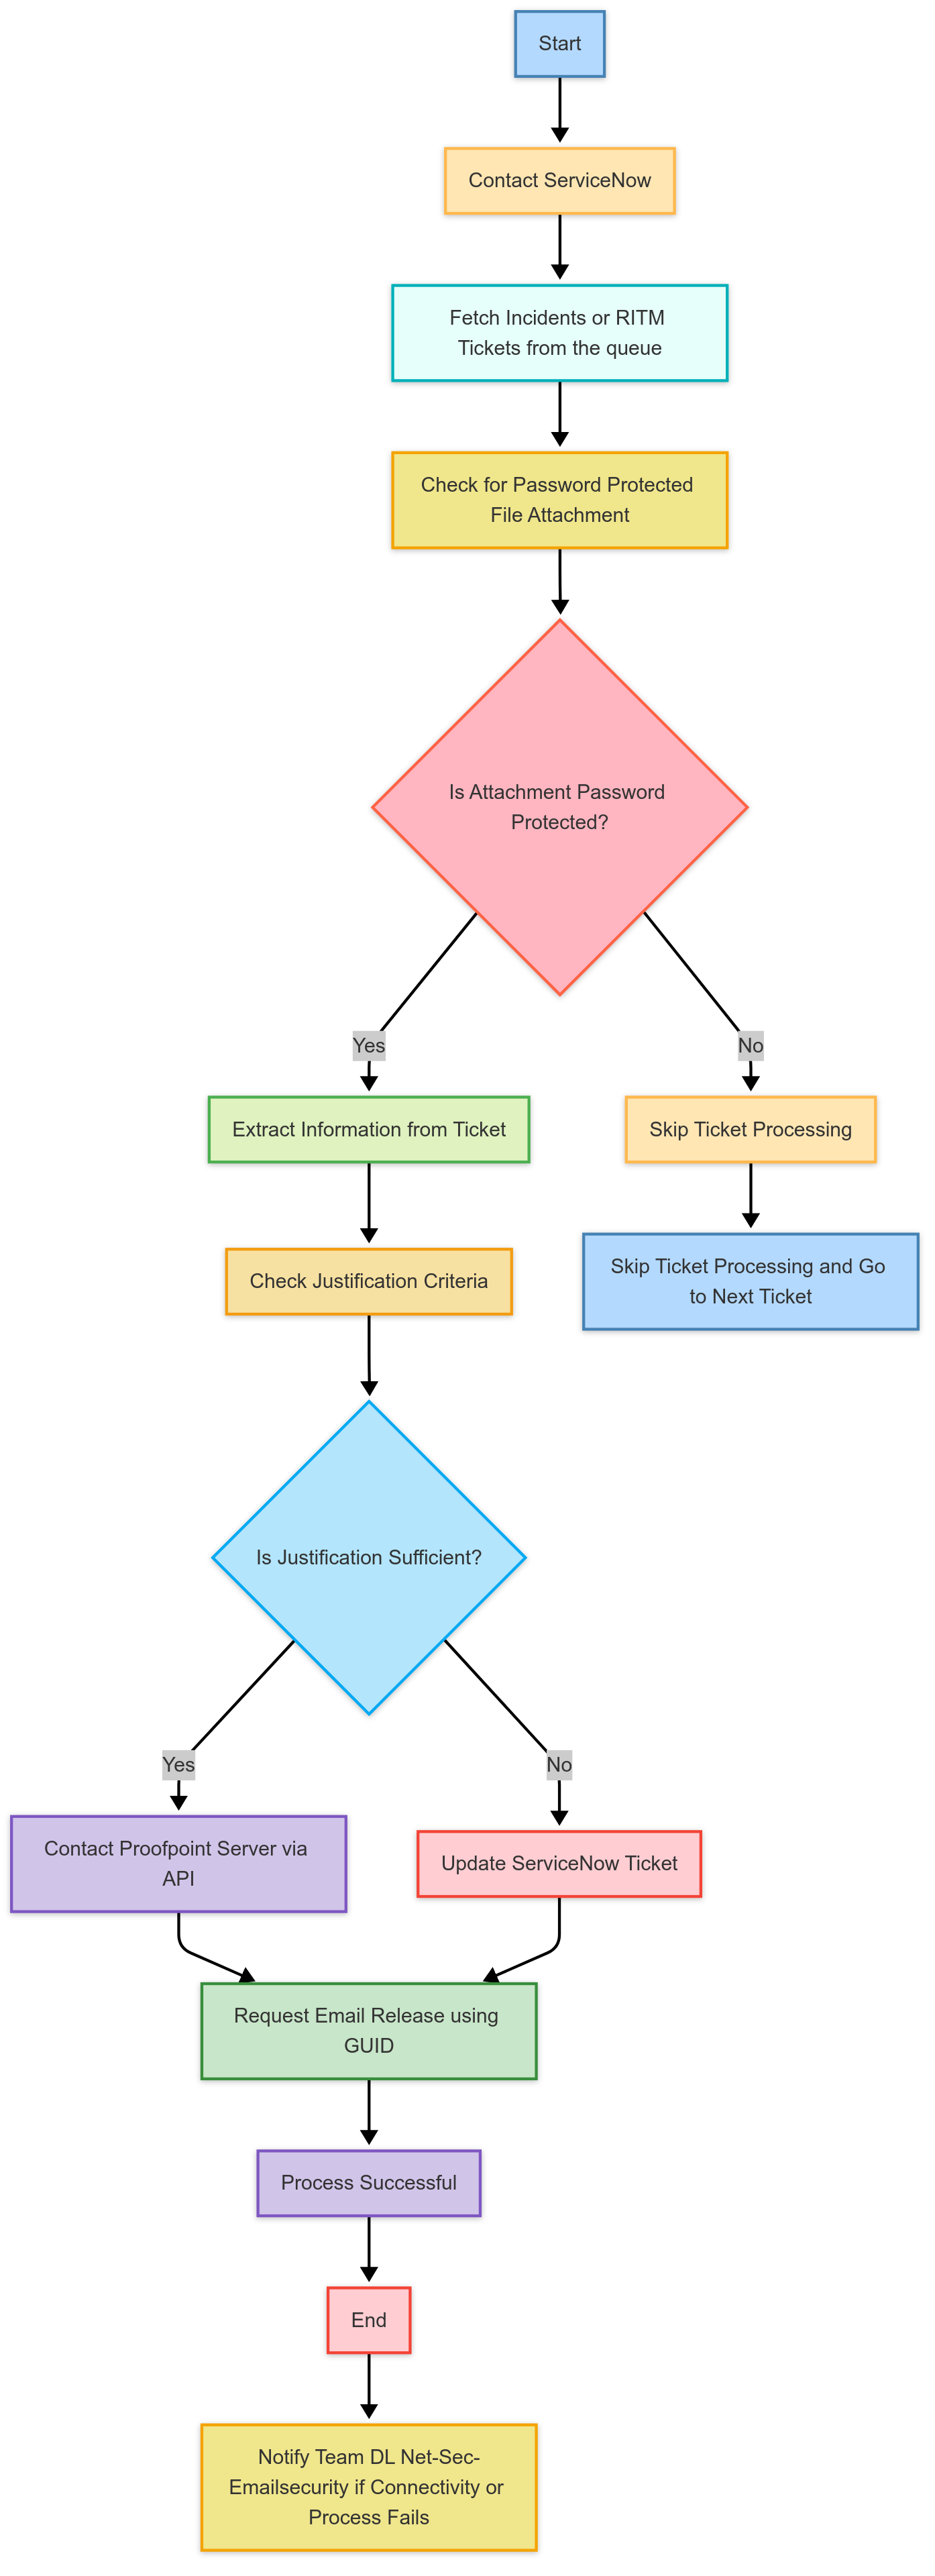 Start
Contact ServiceNow
Fetch Incidents or RITM
Tickets from the queue
Check for Password Protected
File Attachment
Is Attachment Password
Protected?
Yes
No
Extract Information from Ticket
Skip Ticket Processing
Check Justification Criteria
Skip Ticket Processing and Go
to Next Ticket
Is Justification Sufficient?
Yes
No
Contact Proofpoint Server via
API
Update ServiceNow Ticket
Request Email Release using
GUID
Process Successful
End
Notify Team DL Net-Sec-
Emailsecurity if Connectivity or
Process Fails